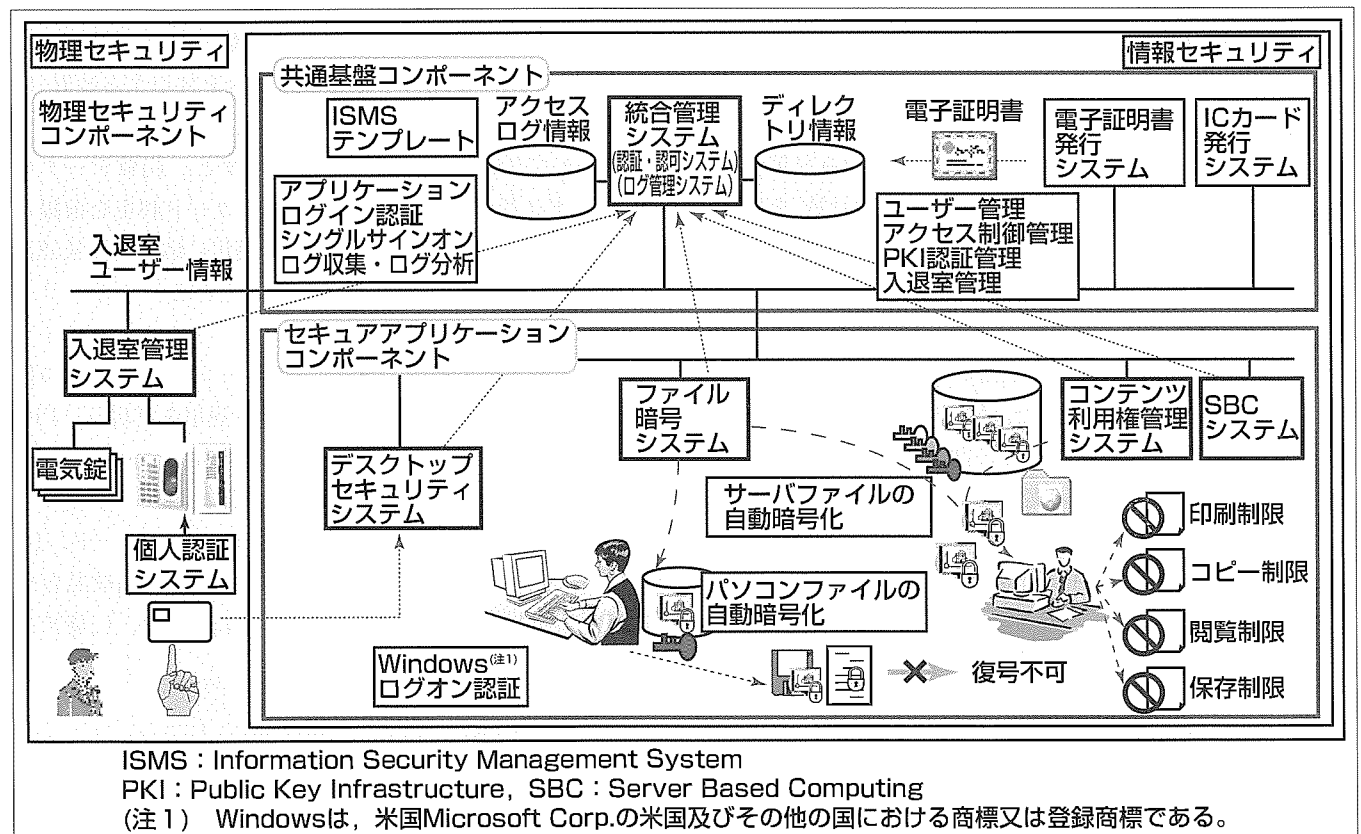 物理セキュリティ
情報セキュリティ
物理セキュリティ
コンポーネント
共通基盤コンポーネント
ISMS
テンプレート
アクセス
ログ情報
統合管理
システム
(認証・認可システム)
(ログ管理システム)
ディレク
トリ情報
電子証明書
電子証明書
発行
システム
ICカード
発行
システム
アプリケーション
ログイン認証
シングルサインオン
ログ収集・ログ分析
ユーザー管理
アクセス制御管理
PKI認証管理
入退室管理
入退室
ユーザー情報
入退室管理
システム
電気錠
個人認証
システム
セキュアアプリケーション
コンポーネント
デスクトップ
セキュリティ
システム
ファイル
暗号
システム
コンテンツ
利用権管理
システム
SBC
システム
サーバファイルの
自動暗号化
パソコンファイルの
自動暗号化
Windows(注1)
ログオン認証
復号不可
印刷制限
コピー制限
閲覧制限
保存制限
ISMS：Information Security Management System
PKI：Public Key Infrastructure，SBC：Server Based Computing
(注1)　Windowsは，米国Microsoft Corp.の米国及びその他の国における商標又は登録商標である。